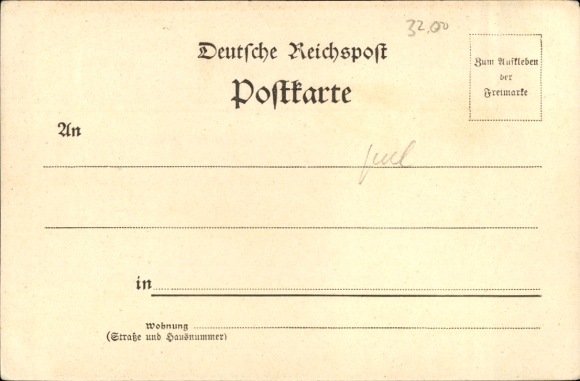 32.00
Deutsche Reichspost
Postkarte
Zum Aufkleben
der
Freimarke
An
in
Wohnung
(Straße und Hausnummer)